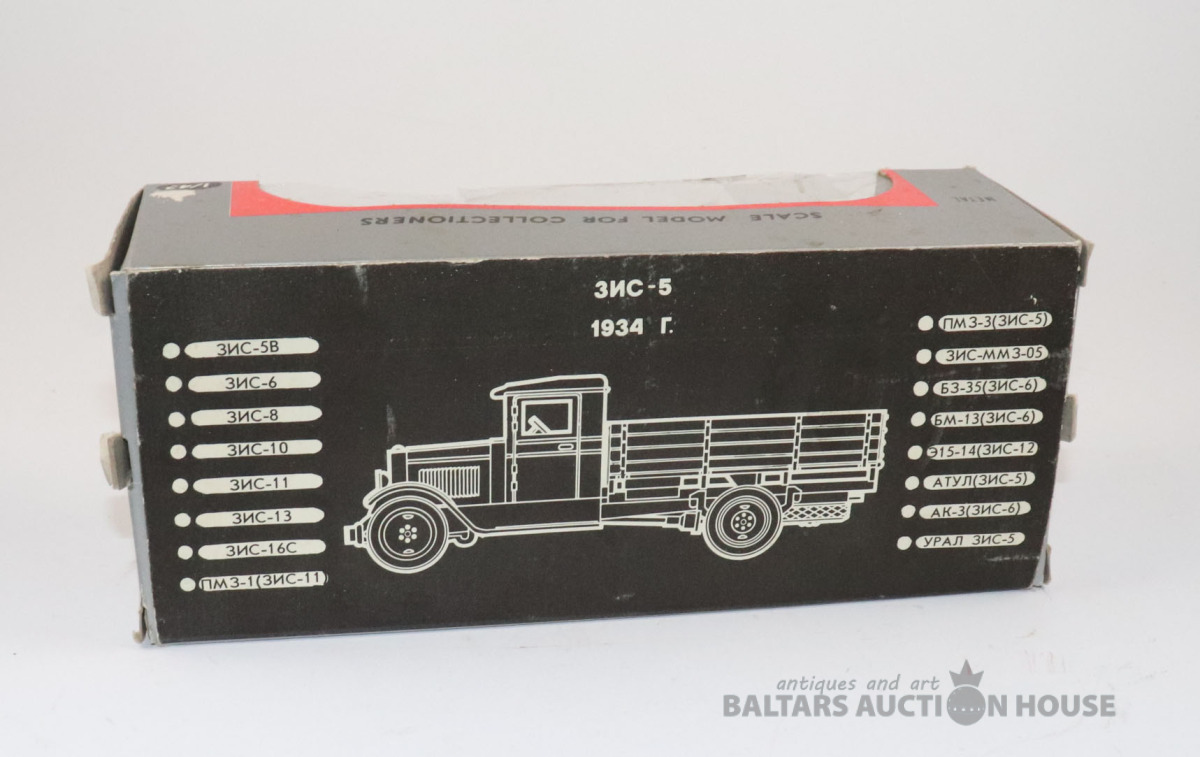 1/43
METAL
SCALE MODEL FOR COLLECTIONERS
ЗИС-5
1934 Г.
ЗИС-5В
ЗИС-6
ЗИС-8
ЗИС-10
ЗИС-11
ЗИС-13
ЗИС-16С
ПМЗ-1(ЗИС-11)
ПМЗ-3(ЗИС-5)
ЗИС-ММЗ-05
БЗ-35(ЗИС-6)
БМ-13(ЗИС-6)
Э15-14(ЗИС-12
АТУЛ(ЗИС-5)
АК-3(ЗИС-6)
УРАЛ ЗИС-5
antiques and art
BALTARS AUCTION HOUSE